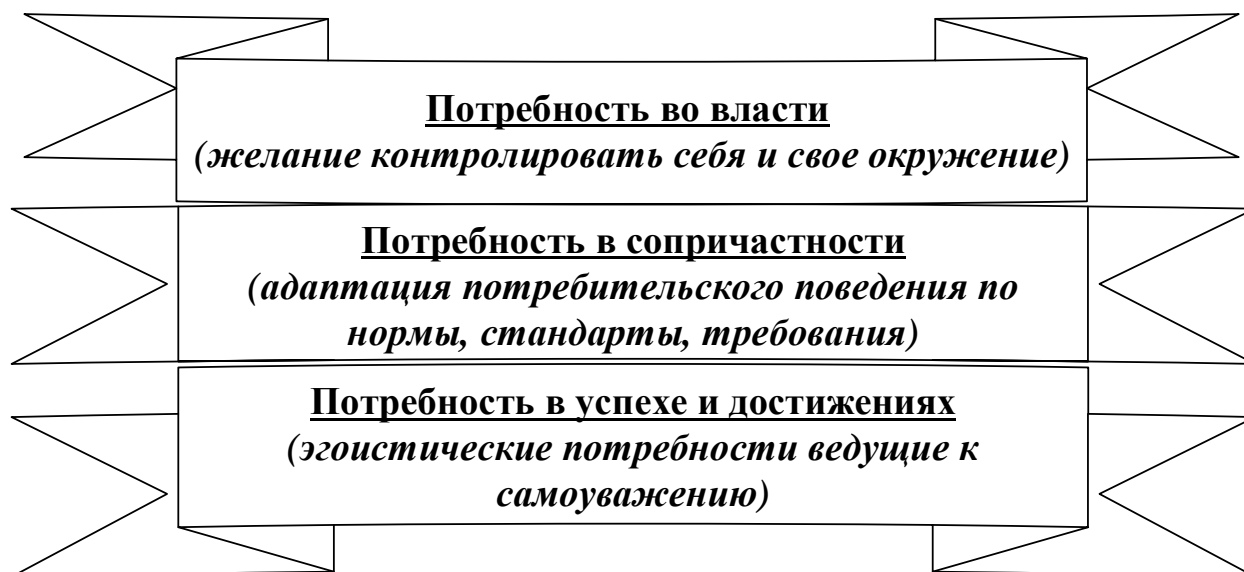 Потребность во власти
(желание контролировать себя и свое окружение)
Потребность в сопричастности
(адаптация потребительского поведения по
нормы, стандарты, требования)
Потребность в успехе и достижениях
(эгоистические потребности ведущие к
самоуважению)